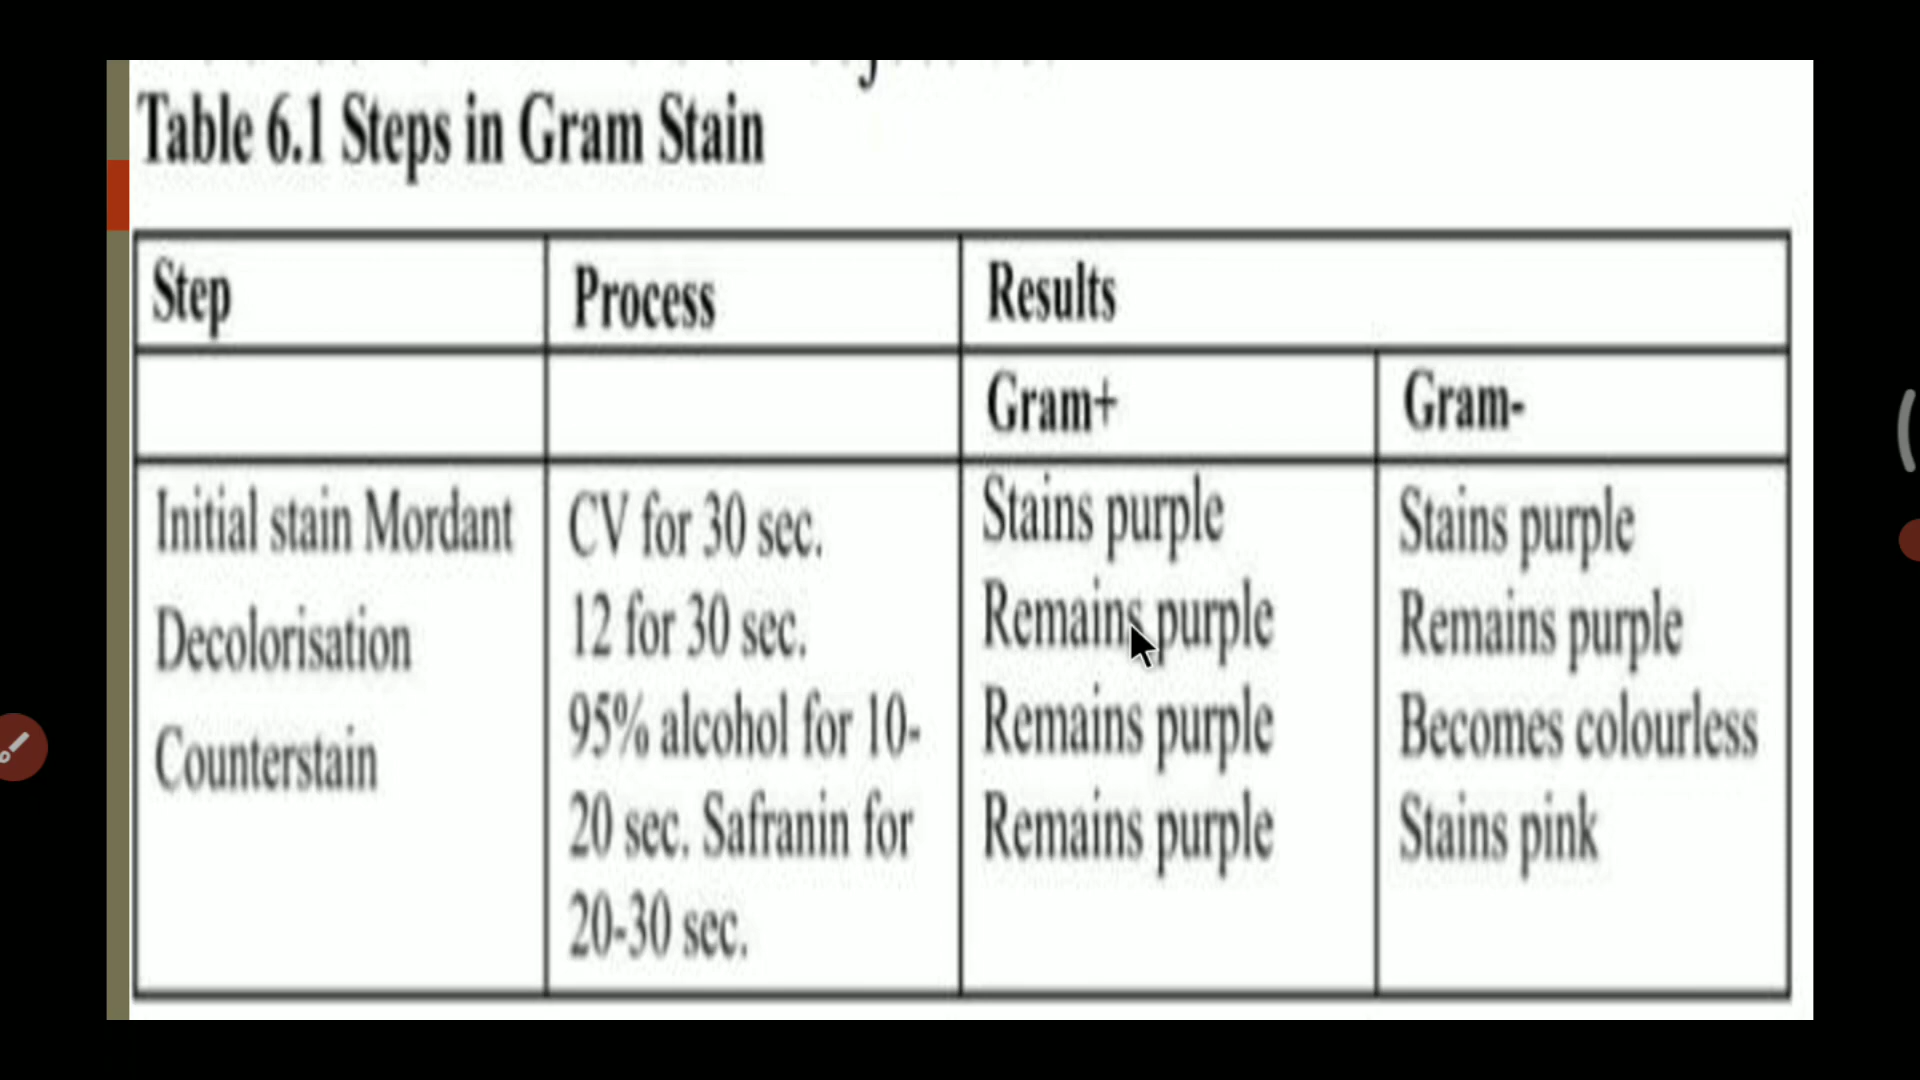 Table 6.1 Steps in Gram Stain
Step Process Results
Gram+ Gram-
Initial stain Mordant
Decolorisation
Counterstain
CV for 30 sec.
12 for 30 sec.
95% alcohol for 10-
20 sec. Safranin for
20-30 sec.
Stains purple
Remains purple
Remains purple
Remains purple
Stains purple
Remains purple
Becomes colourless
Stains pink